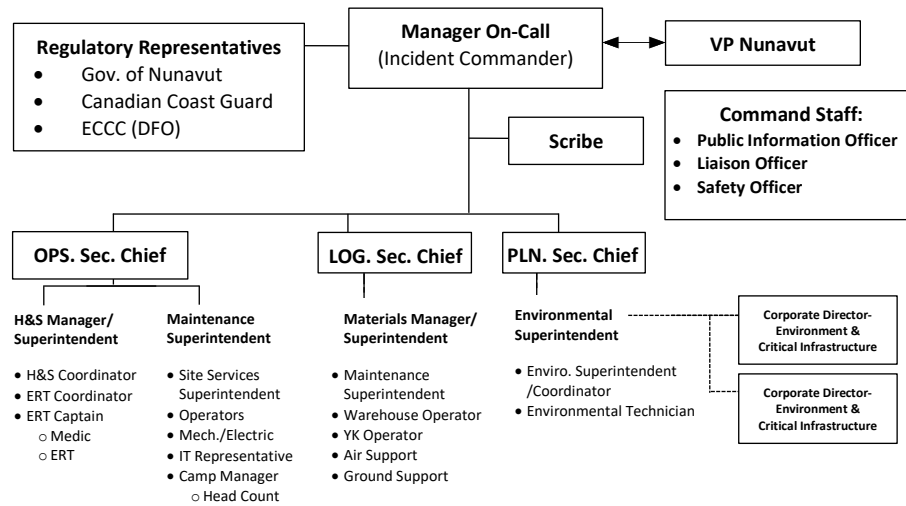 Regulatory Representatives
• Gov. of Nunavut
• Canadian Coast Guard
• ECCC (DFO)
Manager On-Call
(Incident Commander)
VP Nunavut
Scribe
Command Staff:
• Public Information Officer
• Liaison Officer
• Safety Officer
OPS. Sec. Chief
LOG. Sec. Chief
PLN. Sec. Chief
H&S Manager/
Superintendent
• H&S Coordinator
• ERT Coordinator
• ERT Captain
o Medic
o ERT
Maintenance
Superintendent
• Site Services
Superintendent
• Operators
• Mech./Electric
• IT Representative
• Camp Manager
o Head Count
Materials Manager/
Superintendent
• Maintenance
Superintendent
• Warehouse Operator
• YK Operator
• Air Support
• Ground Support
Environmental
Superintendent
• Enviro. Superintendent
/Coordinator
• Environmental Technician
Corporate Director-
Environment &
Critical Infrastructure
Corporate Director-
Environment &
Critical Infrastructure